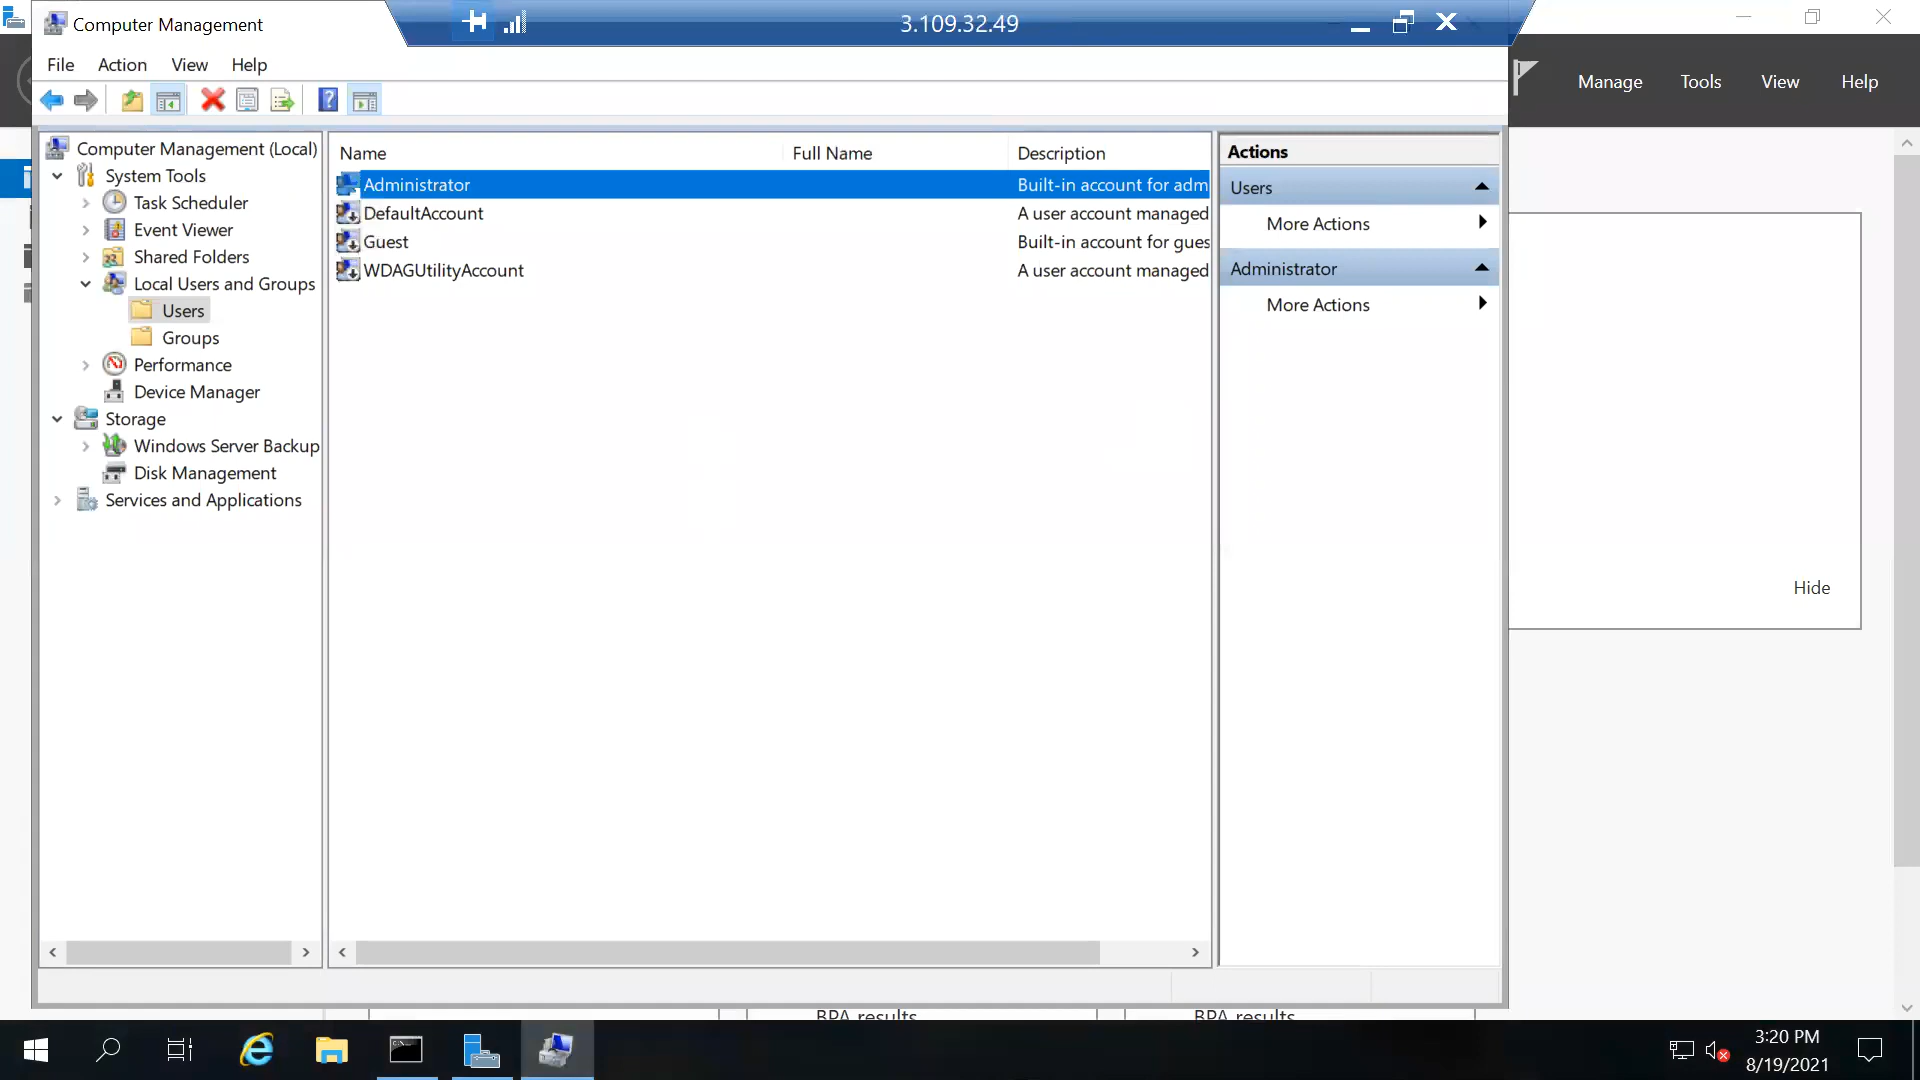 Computer Management
3.109.32.49
File Action View Help
Manage Tools View Help
Computer Management (Local)
System Tools
Task Scheduler
Event Viewer
Shared Folders
Local Users and Groups
Users
Groups
Performance
Device Manager
Storage
Windows Server Backup
Disk Management
Services and Applications
Name Full Name Description
Administrator Built-in account for adm
DefaultAccount A user account managed
Guest Built-in account for gues
WDAGUtilityAccount A user account managed
Actions
Users
More Actions
Administrator
More Actions
Hide
BPA results BPA results
3:20 PM
8/19/2021